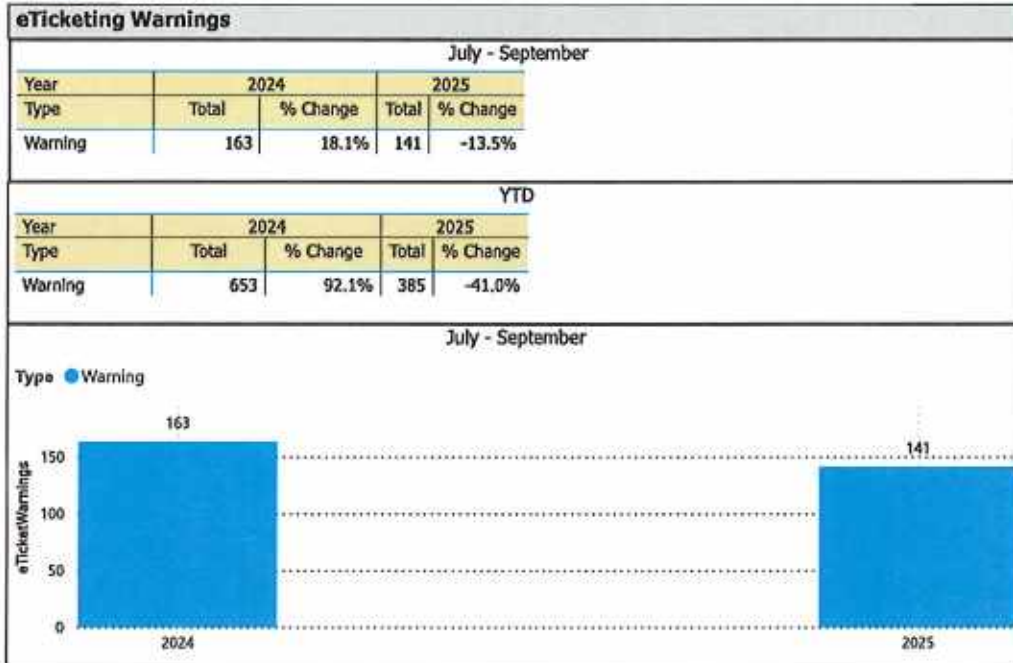 eTicketing Warnings
July - September
Year 2024 2025
Type Total % Change Total % Change
Warning 163 18.1% 141 -13.5%
YTD
Year 2024 2025
Type Total % Change Total % Change
Warning 653 92.1% 385 -41.0%
July - September
Type Warning
163
141
eTicketWarnings
150
100
50
0
2024 2025